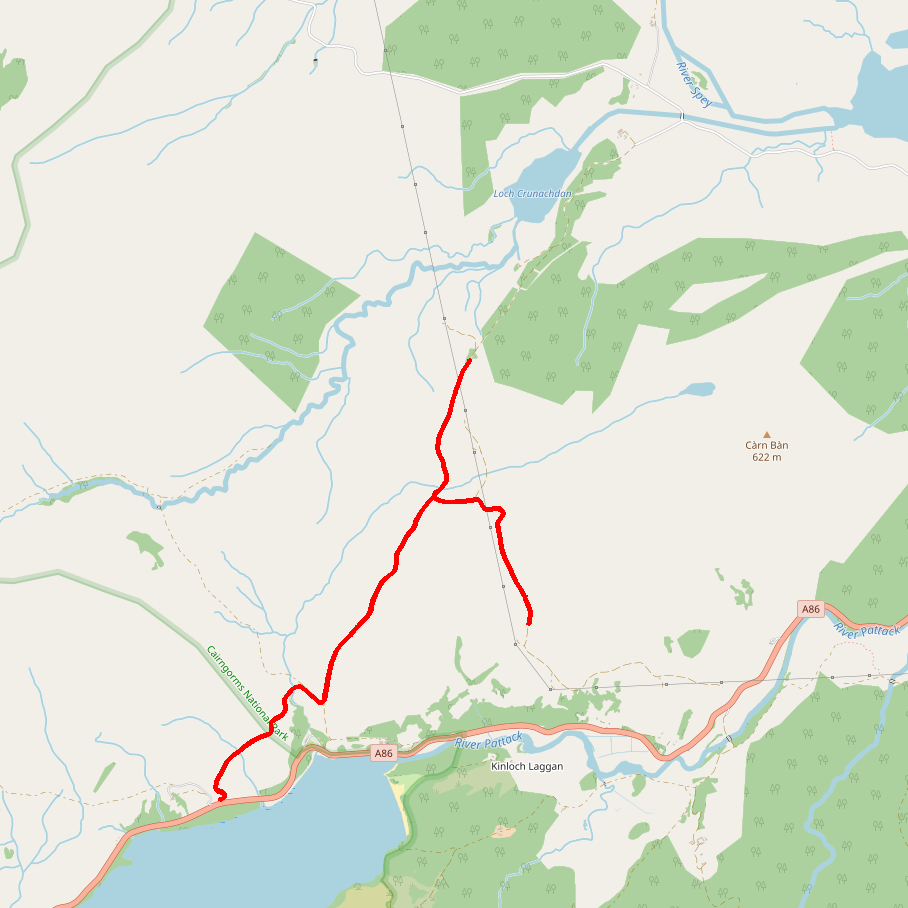 River Spey
Loch Crunachdan
Càrn Bàn
622 m
A86
River Pattack
Cairngorms National Park
A86
River Pattack
Kinloch Laggan